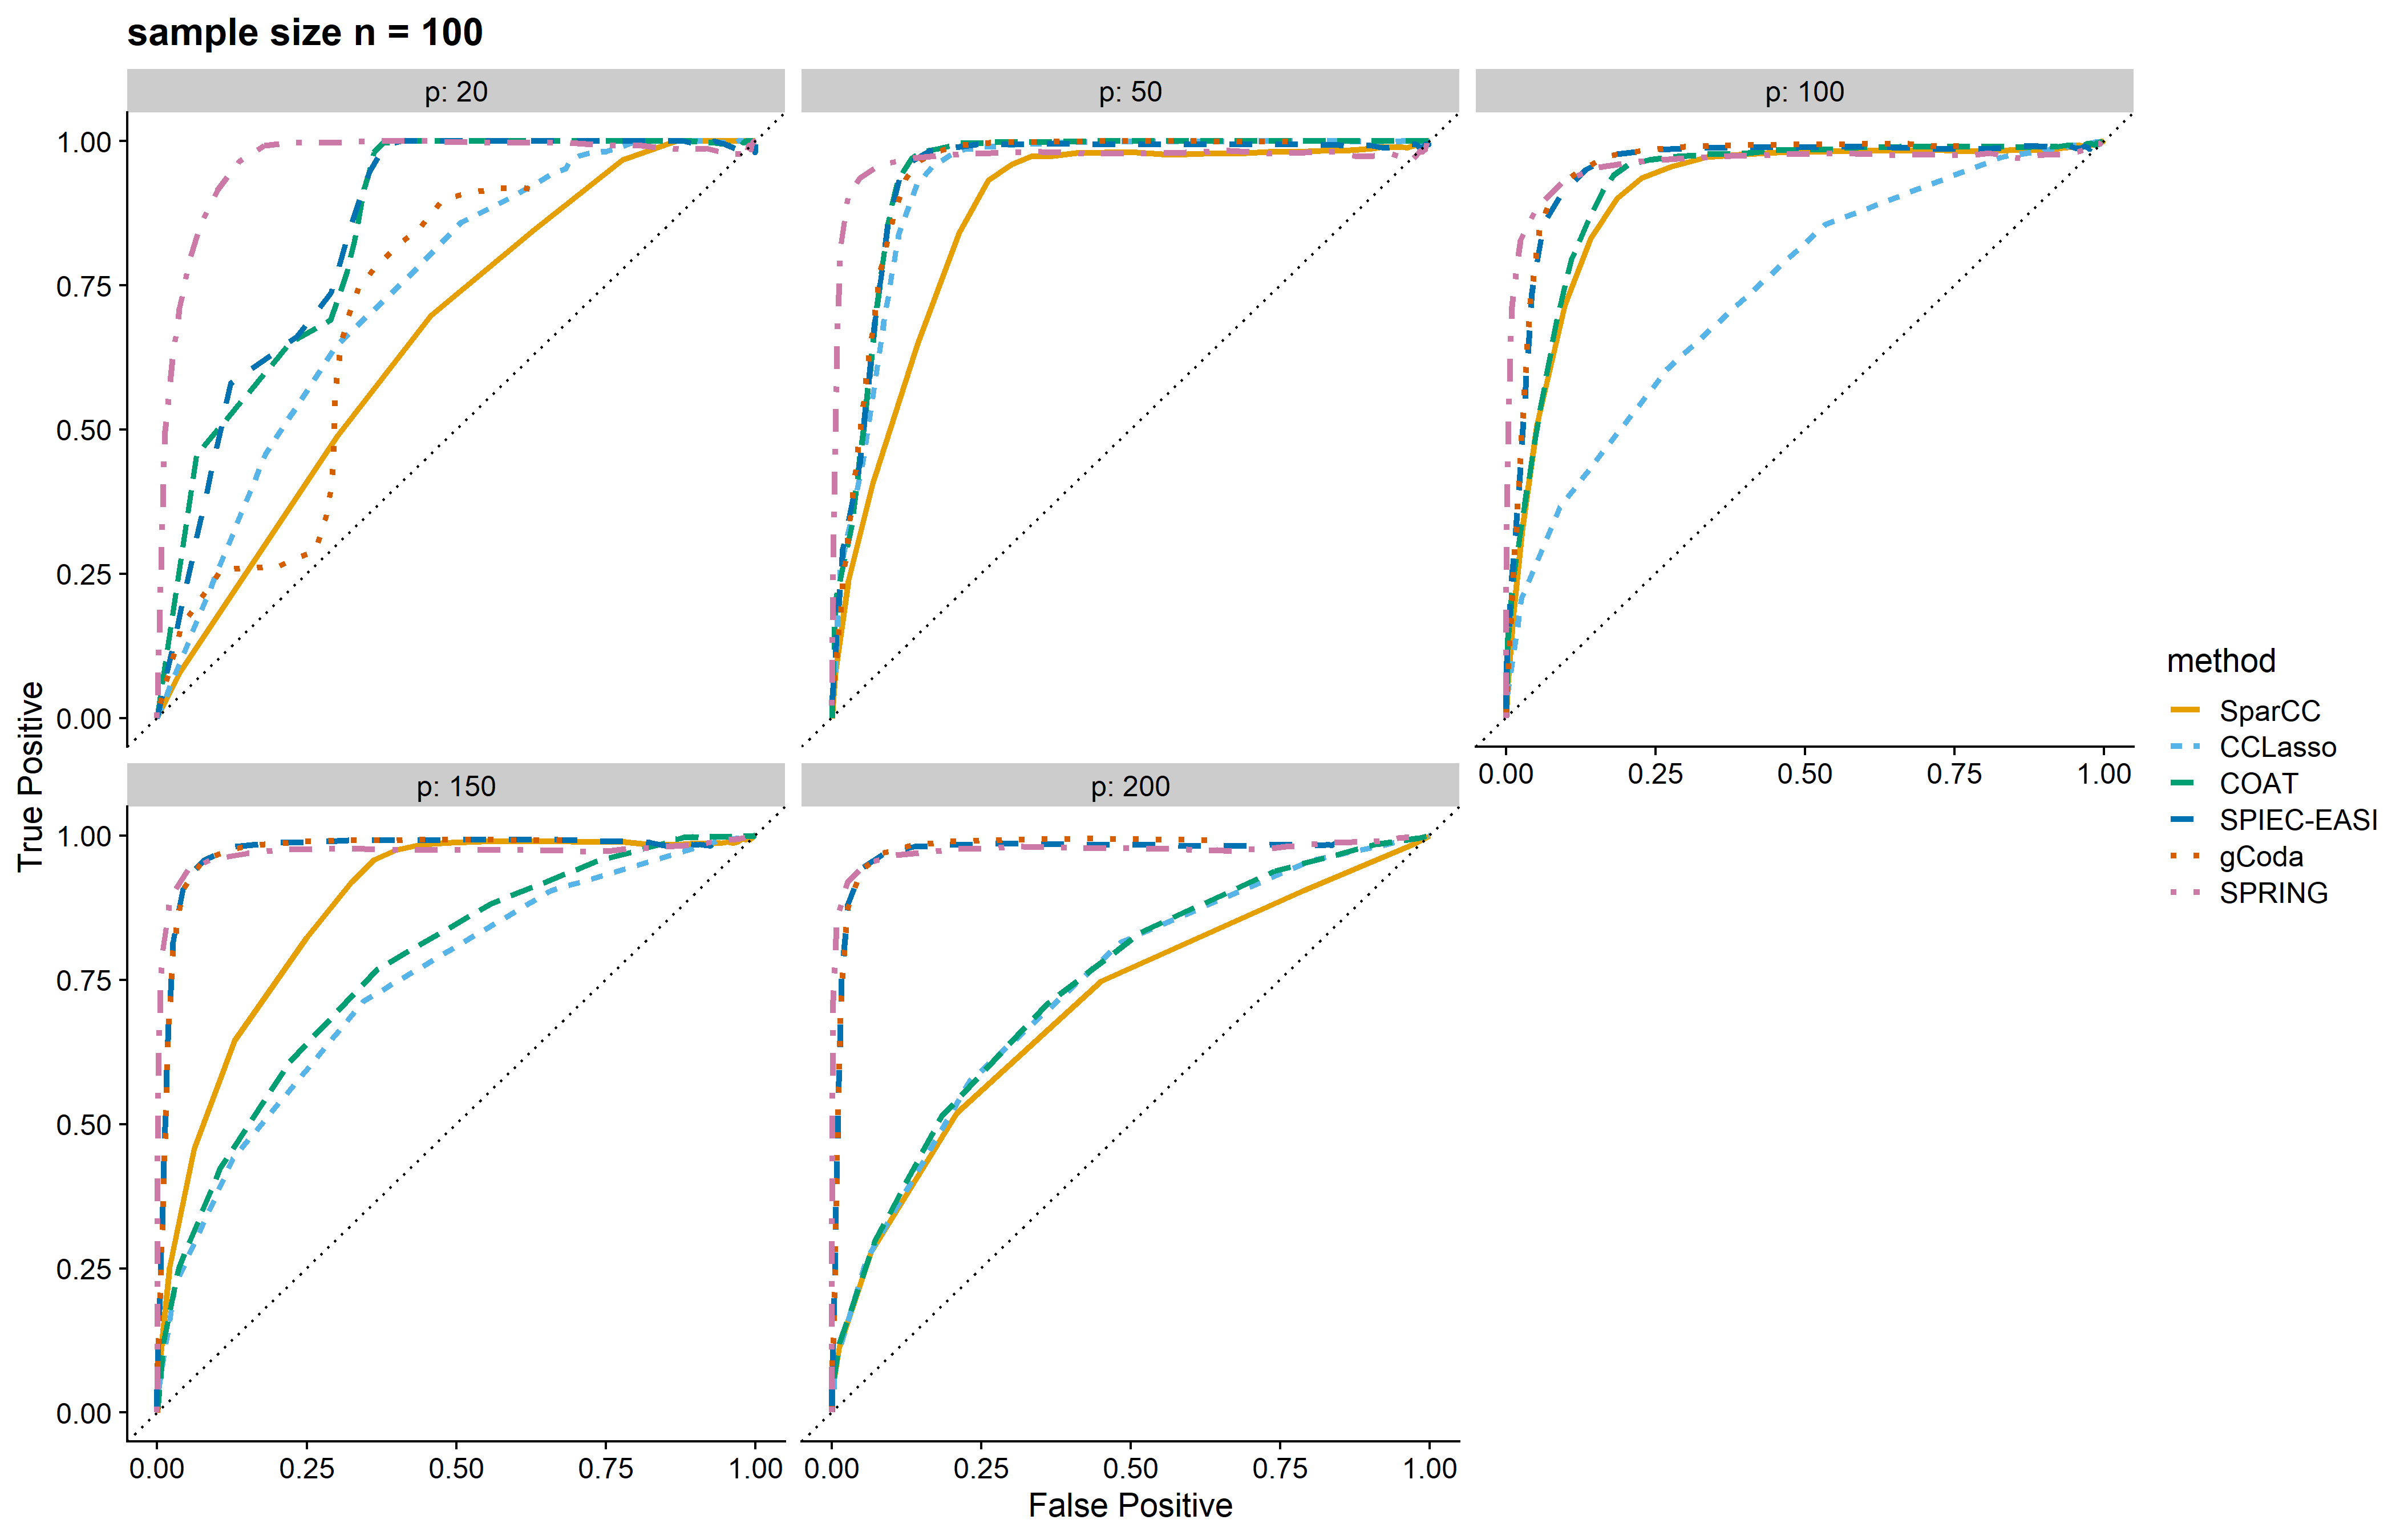 sample size n = 100
p: 20
p: 50
p: 100
1.00
0.75
0.50
0.25
0.00
0.00 0.25 0.50 0.75 1.00
True Positive
p: 150
p: 200
1.00
0.75
0.50
0.25
0.00
0.00 0.25 0.50 0.75 1.00
0.00 0.25 0.50 0.75 1.00
False Positive
method
SparCC
CCLasso
COAT
SPIEC-EASI
gCoda
SPRING